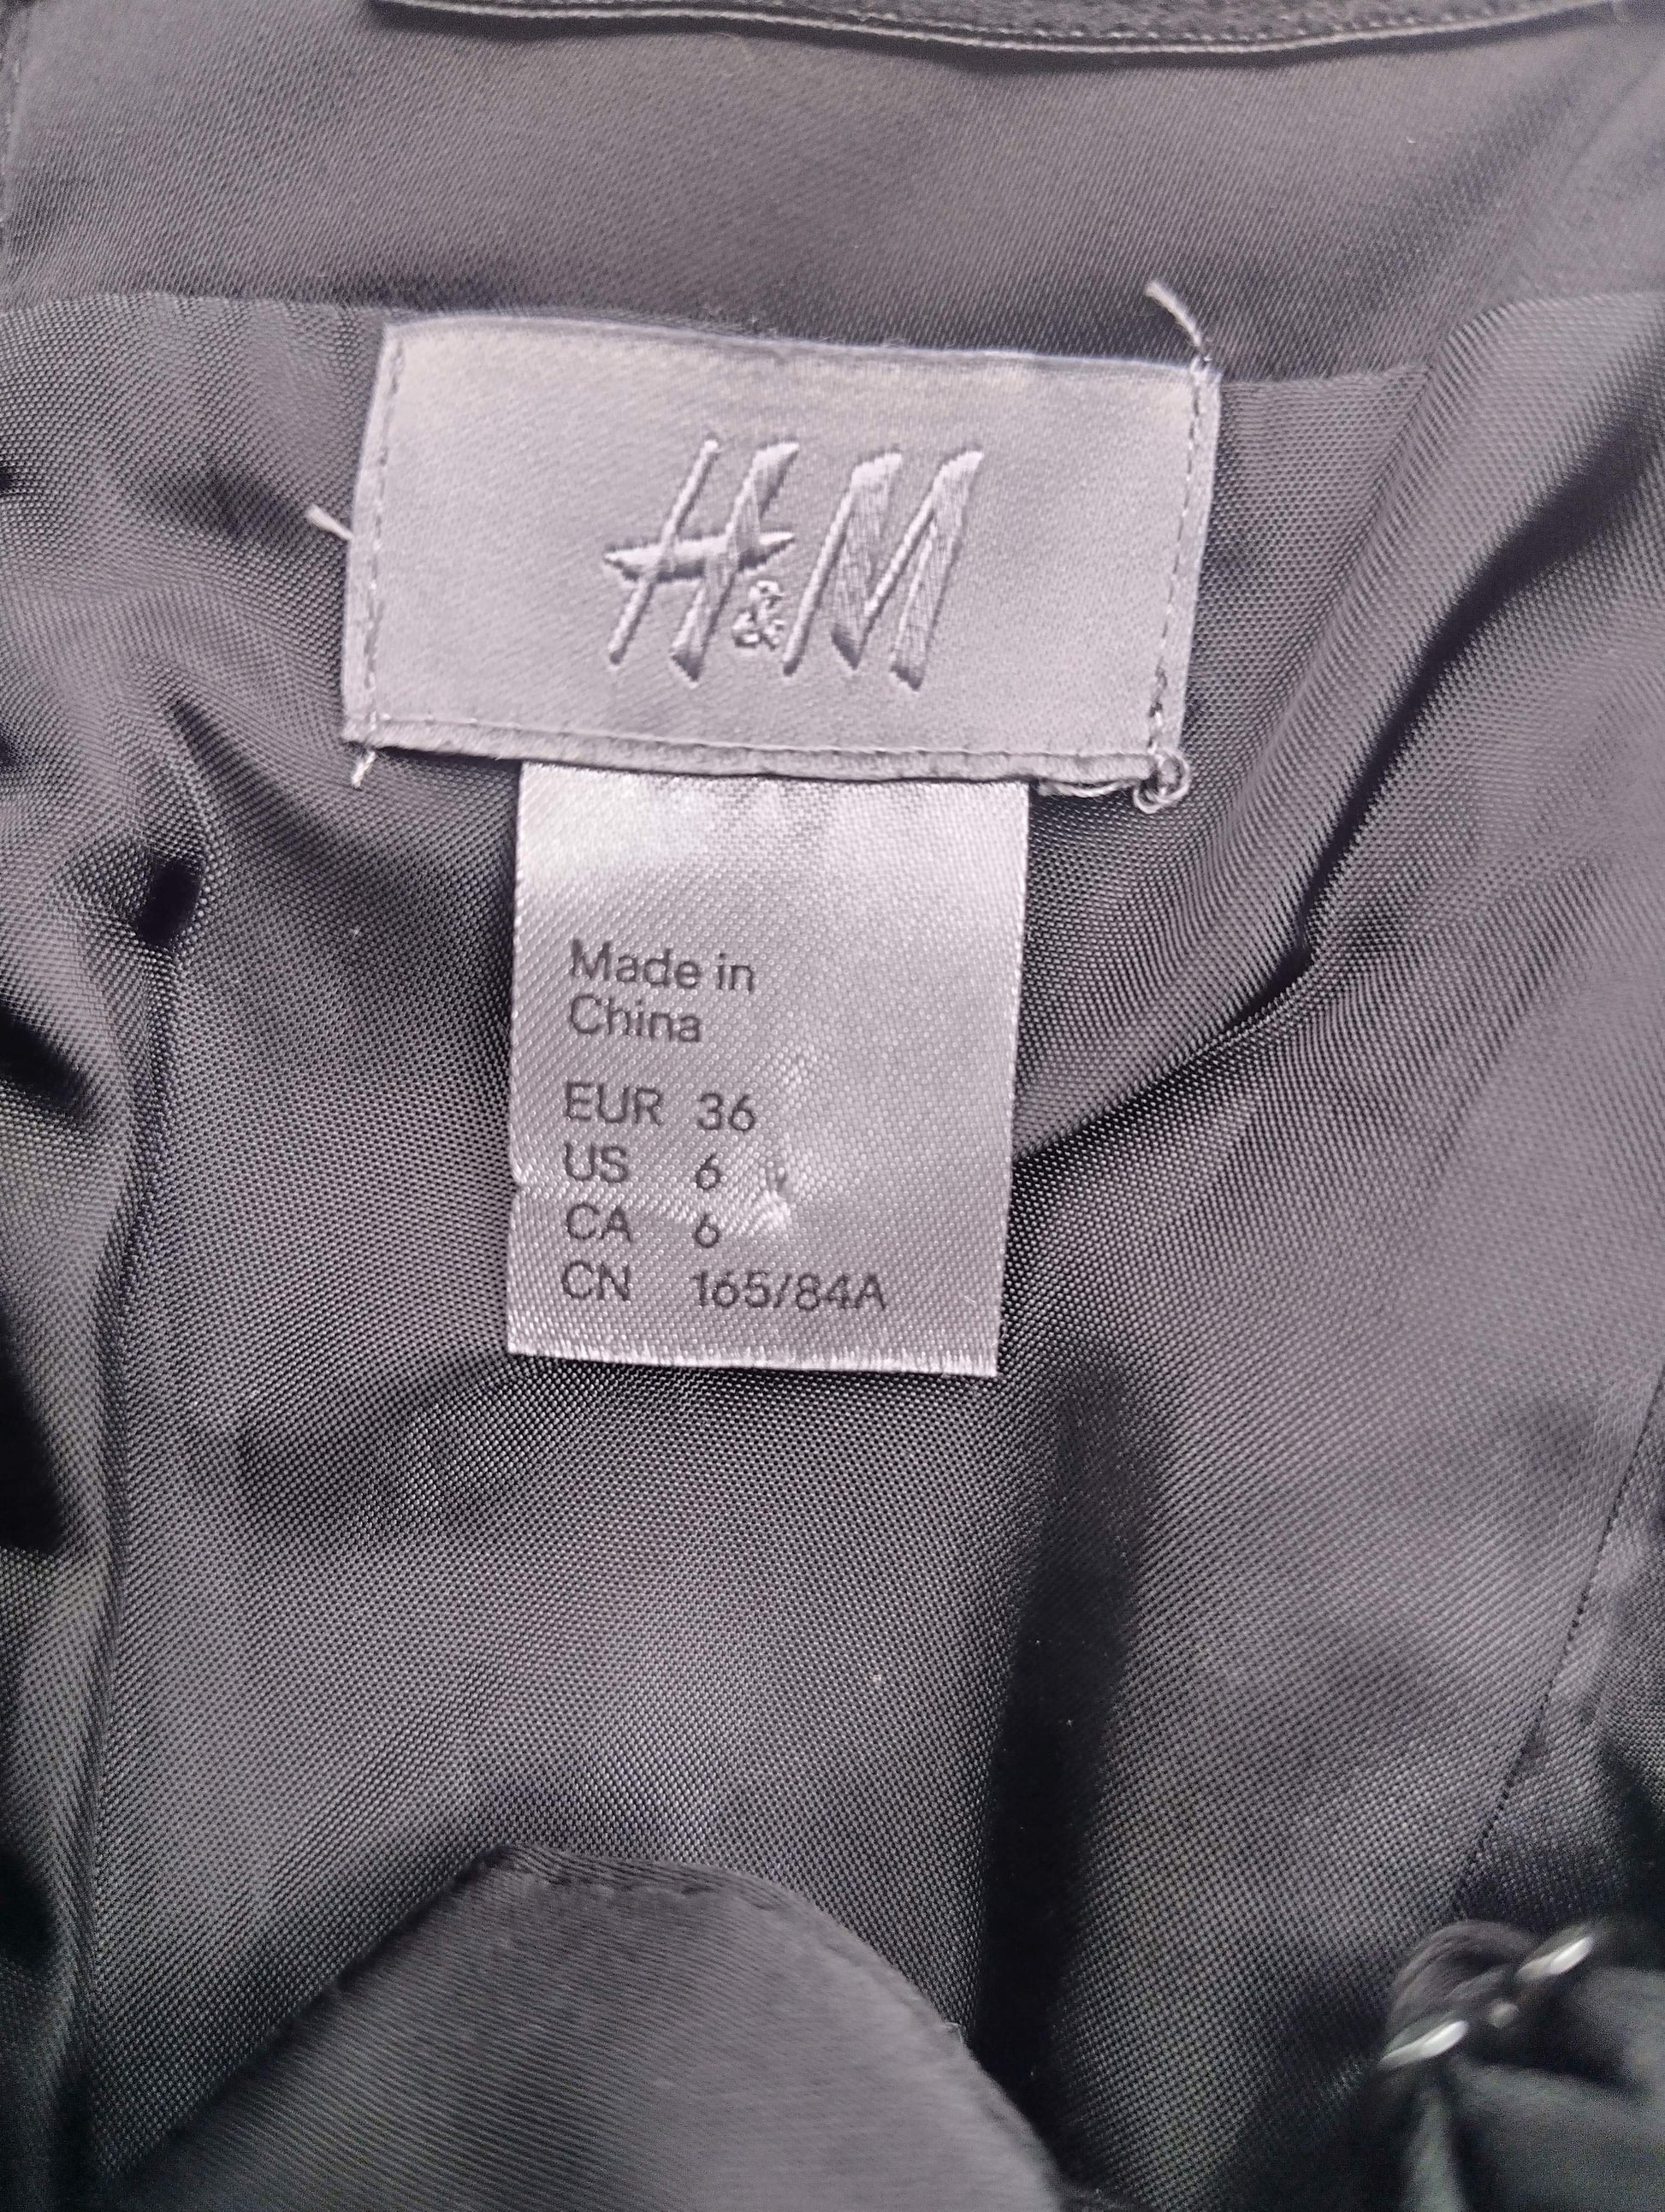 H&M
Made in
China
EUR 36
US 6
CA 6
CN 165/84A